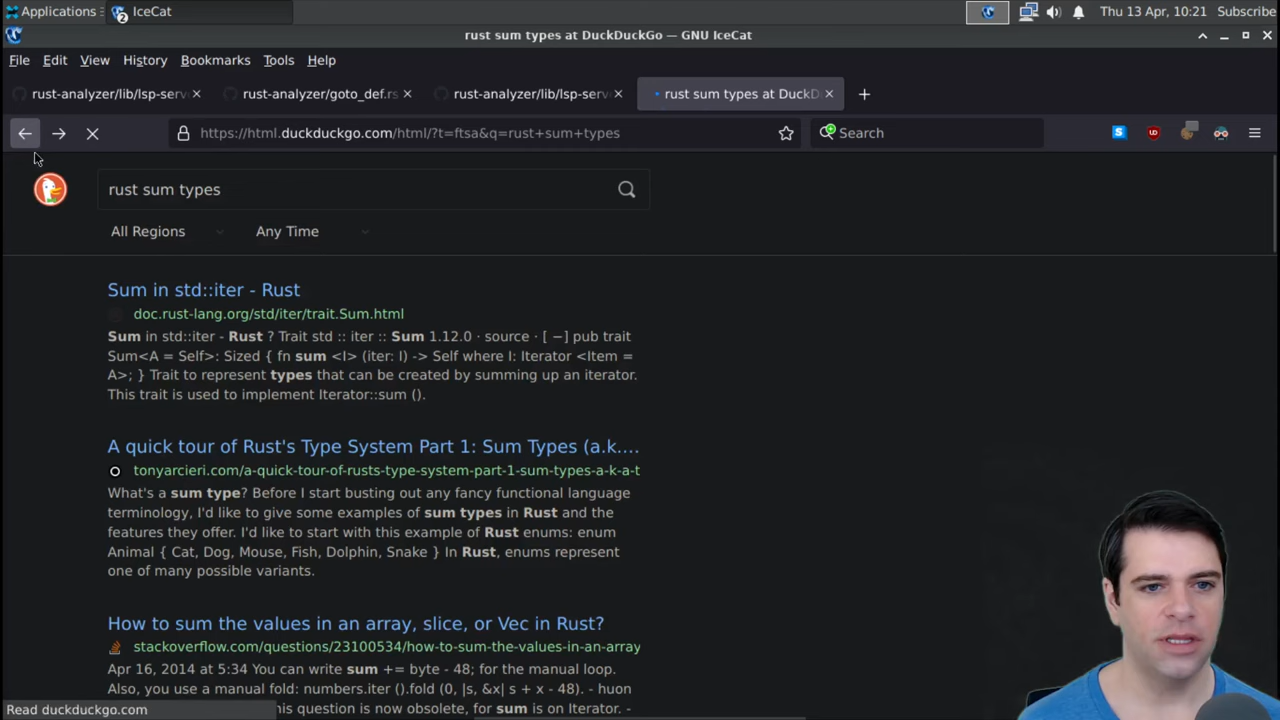 Applications
2
IceCat
Thu 13 Apr, 10:21
Subscribe
rust sum types at DuckDuckGo — GNU IceCat
File Edit View History Bookmarks Tools Help
rust-analyzer/lib/lsp-serv
rust-analyzer/goto_def.rs
rust-analyzer/lib/lsp-serv
rust sum types at DuckD
https://html.duckduckgo.com/html/?t=ftsa&q=rust+sum+types
Search
rust sum types
All Regions
Any Time
Sum in std::iter - Rust
doc.rust-lang.org/std/iter/trait.Sum.html
Sum in std::iter - Rust ? Trait std :: iter :: Sum 1.12.0 · source · [ −] pub trait
Sum<A = Self>: Sized { fn sum <I> (iter: I) -> Self where I: Iterator <Item =
A>; } Trait to represent types that can be created by summing up an iterator.
This trait is used to implement Iterator::sum ().
A quick tour of Rust's Type System Part 1: Sum Types (a.k....
tonyarcieri.com/a-quick-tour-of-rusts-type-system-part-1-sum-types-a-k-a-t
What's a sum type? Before I start busting out any fancy functional language
terminology, I'd like to give some examples of sum types in Rust and the
features they offer. I'd like to start with this example of Rust enums: enum
Animal { Cat, Dog, Mouse, Fish, Dolphin, Snake } In Rust, enums represent
one of many possible variants.
How to sum the values in an array, slice, or Vec in Rust?
stackoverflow.com/questions/23100534/how-to-sum-the-values-in-an-array
Apr 16, 2014 at 5:34 You can write sum += byte - 48; for the manual loop.
Also, you use a manual fold: numbers.iter ().fold (0, |s, &x| s + x - 48). - huon
this question is now obsolete, for sum is on Iterator. -
Read duckduckgo.com